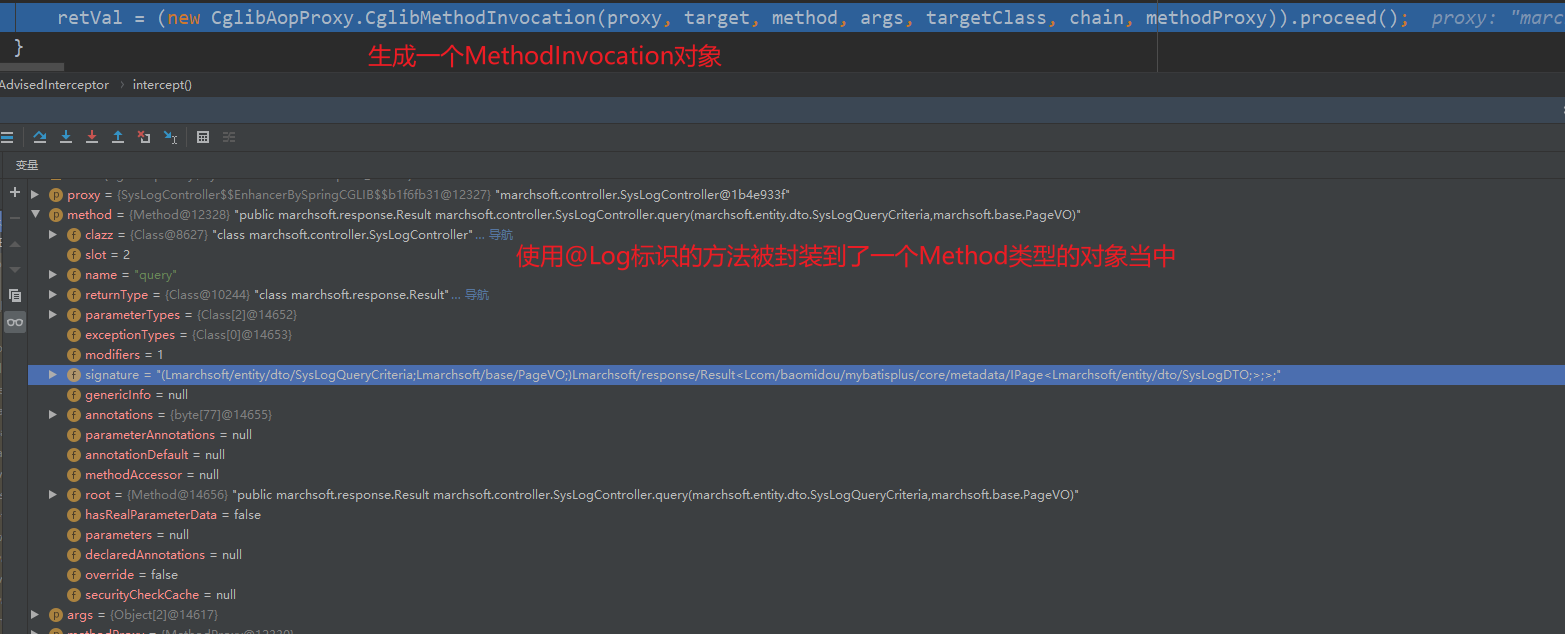 retVal = (new CglibAopProxy.CglibMethodInvocation(proxy, target, method, args, targetClass, chain, methodProxy)).proceed(); proxy: "marc
}
生成一个MethodInvocation对象
AdvisedInterceptor › intercept()
变量
proxy = {SysLogController$$EnhancerBySpringCGLIB$$b1f6fb31@12327} "marchsoft.controller.SysLogController@1b4e933f"
method = {Method@12328} "public marchsoft.response.Result marchsoft.controller.SysLogController.query(marchsoft.entity.dto.SysLogQueryCriteria,marchsoft.base.PageVO)"
clazz = {Class@8627} "class marchsoft.controller.SysLogController" ... 导航
使用@Log标识的方法被封装到了一个Method类型的对象当中
slot = 2
name = "query"
returnType = {Class@10244} "class marchsoft.response.Result" ... 导航
parameterTypes = {Class[2]@14652}
exceptionTypes = {Class[0]@14653}
modifiers = 1
signature = "(Lmarchsoft/entity/dto/SysLogQueryCriteria;Lmarchsoft/base/PageVO;)Lmarchsoft/response/Result<Lcom/baomidou/mybatisplus/core/metadata/IPage<Lmarchsoft/entity/dto/SysLogDTO;>;>;"
genericInfo = null
annotations = {byte[77]@14655}
parameterAnnotations = null
annotationDefault = null
methodAccessor = null
root = {Method@14656} "public marchsoft.response.Result marchsoft.controller.SysLogController.query(marchsoft.entity.dto.SysLogQueryCriteria,marchsoft.base.PageVO)"
hasRealParameterData = false
parameters = null
declaredAnnotations = null
override = false
securityCheckCache = null
args = {Object[2]@14617}